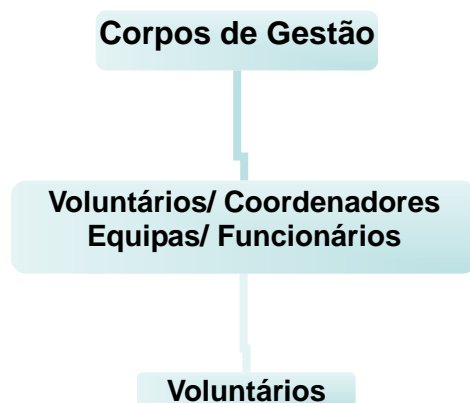 Corpos de Gestão
Voluntários/ Coordenadores
Equipas/ Funcionários
Voluntários